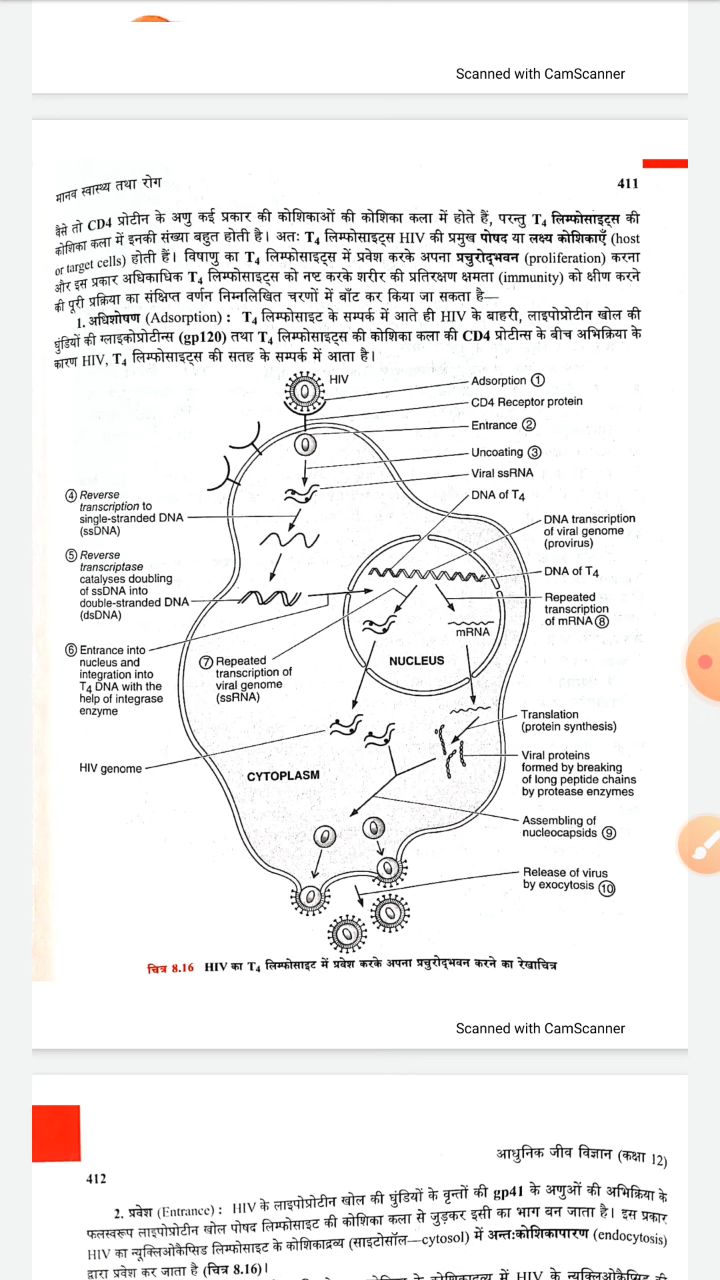 Scanned with CamScanner
मानव स्वास्थ्य तथा रोग
411
वैसे तो CD4 प्रोटीन के अणु कई प्रकार की कोशिकाओं की कोशिका कला में होते हैं, परन्तु T₄ लिम्फोसाइट्स की
कोशिका कला में इनकी संख्या बहुत होती है। अतः T₄ लिम्फोसाइट्स HIV की प्रमुख पोषद या लक्ष्य कोशिकाएँ (host
or target cells) होती हैं। विषाणु का T₄ लिम्फोसाइट्स में प्रवेश करके अपना प्रचुरोद्भवन (proliferation) करना
और इस प्रकार अधिकाधिक T₄ लिम्फोसाइट्स को नष्ट करके शरीर की प्रतिरक्षण क्षमता (immunity) को क्षीण करने
की पूरी प्रक्रिया का संक्षिप्त वर्णन निम्नलिखित चरणों में बाँट कर किया जा सकता है—
1. अधिशोषण (Adsorption) : T₄ लिम्फोसाइट के सम्पर्क में आते ही HIV के बाहरी, लाइपोप्रोटीन खोल की
घुंडियों की ग्लाइकोप्रोटीन्स (gp120) तथा T₄ लिम्फोसाइट्स की कोशिका कला की CD4 प्रोटीन्स के बीच अभिक्रिया के
कारण HIV, T₄ लिम्फोसाइट्स की सतह के सम्पर्क में आता है।
HIV
Adsorption ①
CD4 Receptor protein
Entrance ②
Uncoating ③
Viral ssRNA
DNA of T₄
④ Reverse
transcription to
single-stranded DNA
(ssDNA)
DNA transcription
of viral genome
(provirus)
⑤ Reverse
transcriptase
catalyses doubling
of ssDNA into
double-stranded DNA
(dsDNA)
DNA of T₄
Repeated
transcription
of mRNA ⑧
mRNA
NUCLEUS
⑥ Entrance into
nucleus and
integration into
T₄ DNA with the
help of integrase
enzyme
⑦ Repeated
transcription of
viral genome
(ssRNA)
Translation
(protein synthesis)
HIV genome
CYTOPLASM
Viral proteins
formed by breaking
of long peptide chains
by protease enzymes
Assembling of
nucleocapsids ⑨
Release of virus
by exocytosis ⑩
चित्र 8.16 HIV का T₄ लिम्फोसाइट में प्रवेश करके अपना प्रचुरोद्भवन करने का रेखाचित्र
Scanned with CamScanner
आधुनिक जीव विज्ञान (कक्षा 12)
412
2. प्रवेश (Entrance) : HIV के लाइपोप्रोटीन खोल की घुंडियों के वृन्तों की gp41 के अणुओं की अभिक्रिया के
फलस्वरूप लाइपोप्रोटीन खोल पोषद लिम्फोसाइट की कोशिका कला से जुड़कर इसी का भाग बन जाता है। इस प्रकार
HIV का न्यूक्लिओकैप्सिड लिम्फोसाइट के कोशिकाद्रव्य (साइटोसॉल—cytosol) में अन्तःकोशिकापारण (endocytosis)
द्वारा प्रवेश कर जाता है (चित्र 8.16)।
में HIV के